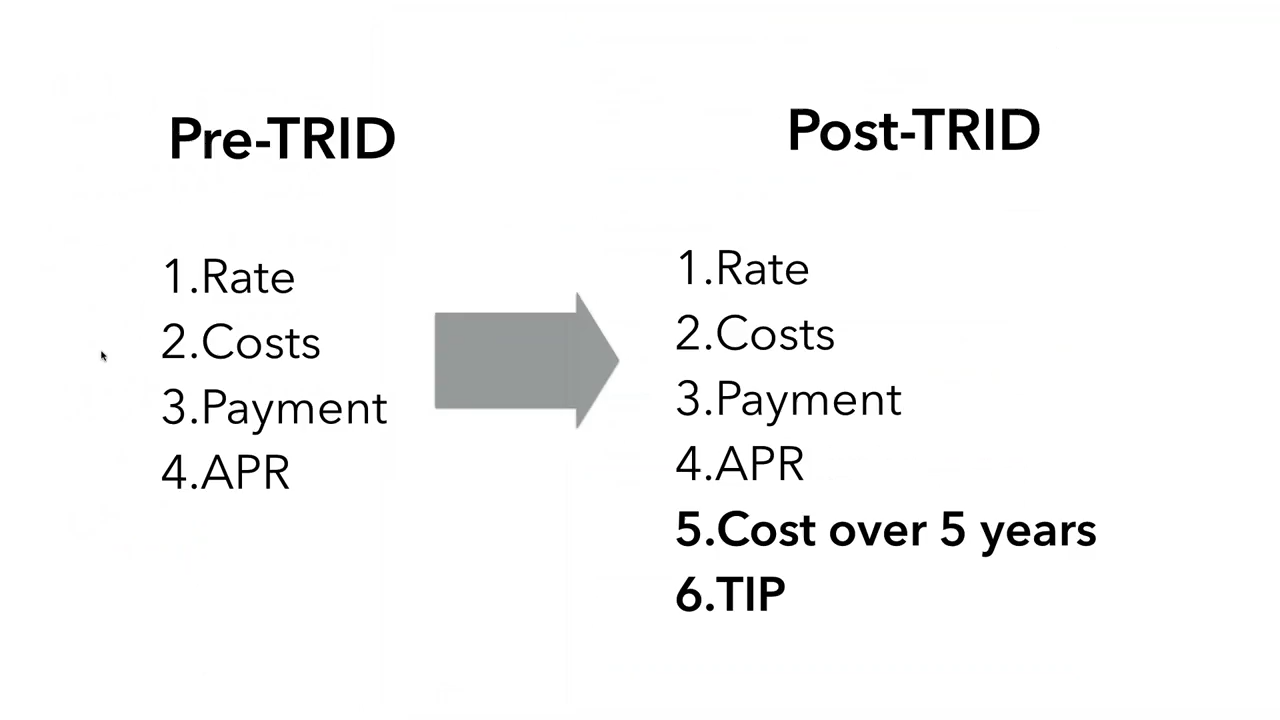 Pre-TRID
1.Rate
2.Costs
3.Payment
4.APR
Post-TRID
1.Rate
2.Costs
3.Payment
4.APR
5.Cost over 5 years
6.TIP